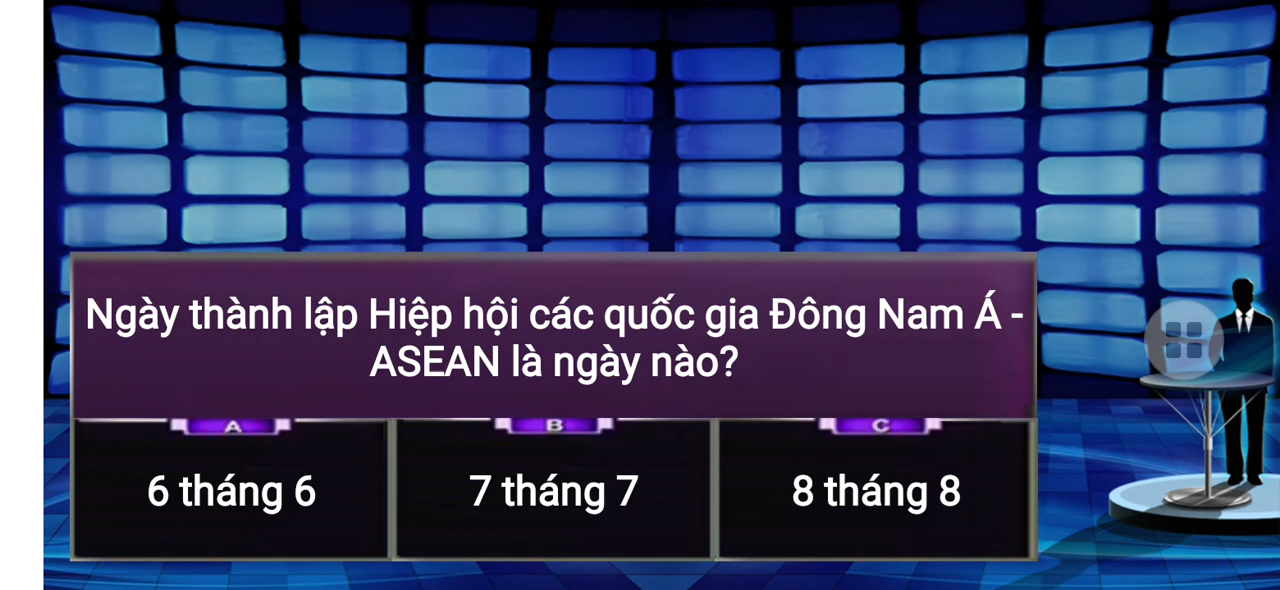 Ngày thành lập Hiệp hội các quốc gia Đông Nam Á -
ASEAN là ngày nào?
A
6 tháng 6
B
7 tháng 7
C
8 tháng 8